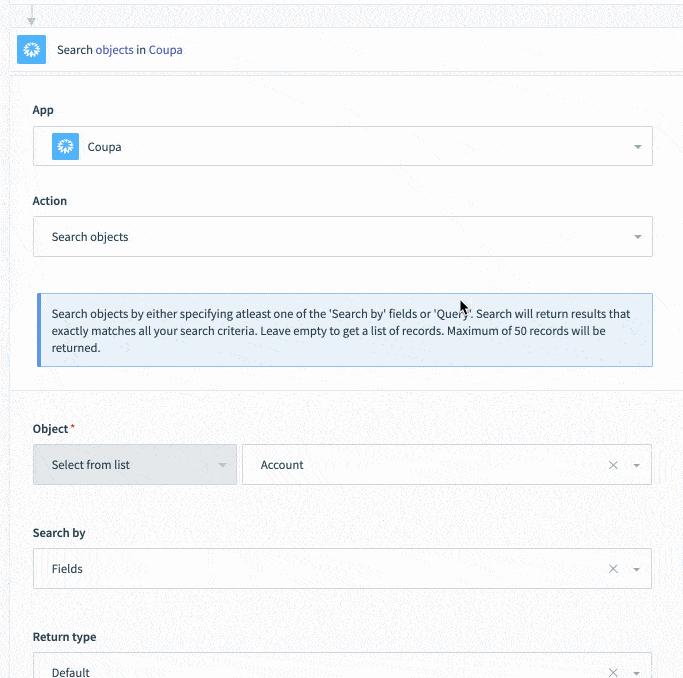 Search objects in Coupa
App
Coupa
Action
Search objects
Search objects by either specifying atleast one of the 'Search by' fields or 'Query'. Search will return results that
exactly matches all your search criteria. Leave empty to get a list of records. Maximum of 50 records will be
returned.
Object *
Select from list
Account
Search by
Fields
Return type
Default